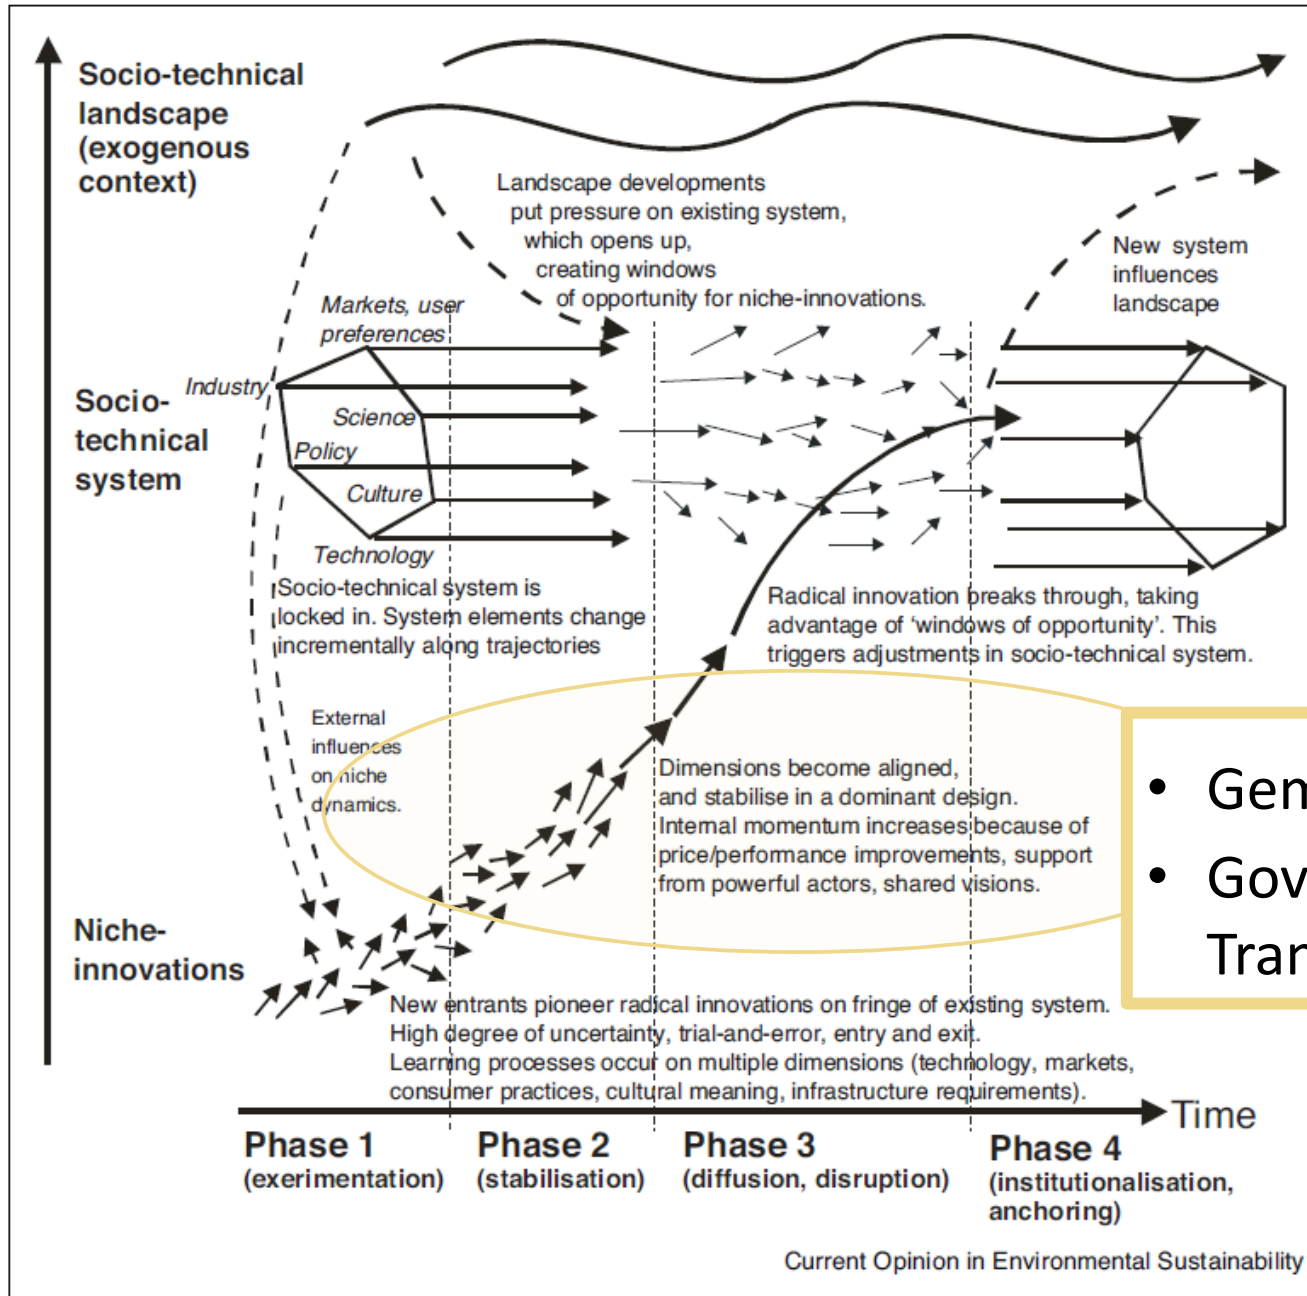 Socio-technical
landscape
(exogenous
context)
Landscape developments
put pressure on existing system,
which opens up,
creating windows
of opportunity for niche-innovations.
New system
influences
landscape
Markets, user
preferences
Industry
Science
Policy
Culture
Technology
Socio-
technical
system
Socio-technical system is
locked in. System elements change
incrementally along trajectories
Radical innovation breaks through, taking
advantage of ‘windows of opportunity’. This
triggers adjustments in socio-technical system.
External
influences
on niche
dynamics.
Dimensions become aligned,
and stabilise in a dominant design.
Internal momentum increases because of
price/performance improvements, support
from powerful actors, shared visions.
• Gem
• Gov
Tran
Niche-
innovations
New entrants pioneer radical innovations on fringe of existing system.
High degree of uncertainty, trial-and-error, entry and exit.
Learning processes occur on multiple dimensions (technology, markets,
consumer practices, cultural meaning, infrastructure requirements).
Time
Phase 1
(exerimentation)
Phase 2
(stabilisation)
Phase 3
(diffusion, disruption)
Phase 4
(institutionalisation,
anchoring)
Current Opinion in Environmental Sustainability